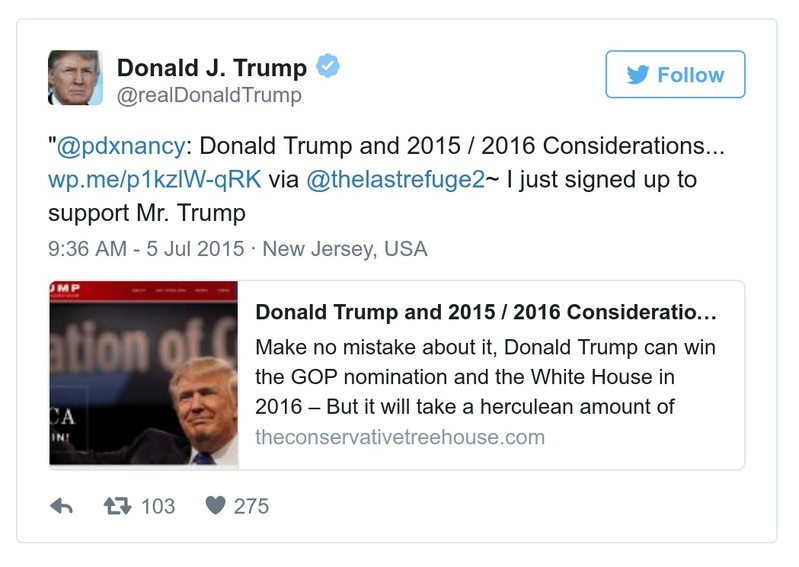 Donald J. Trump
@realDonaldTrump
Follow
"@pdxnancy: Donald Trump and 2015 / 2016 Considerations...
wp.me/p1kzlW-qRK via @thelastrefuge2~ I just signed up to
support Mr. Trump
9:36 AM - 5 Jul 2015 · New Jersey, USA
Donald Trump and 2015 / 2016 Consideratio…
Make no mistake about it, Donald Trump can win
the GOP nomination and the White House in
2016 – But it will take a herculean amount of
theconservativetreehouse.com
ation of C
103
275